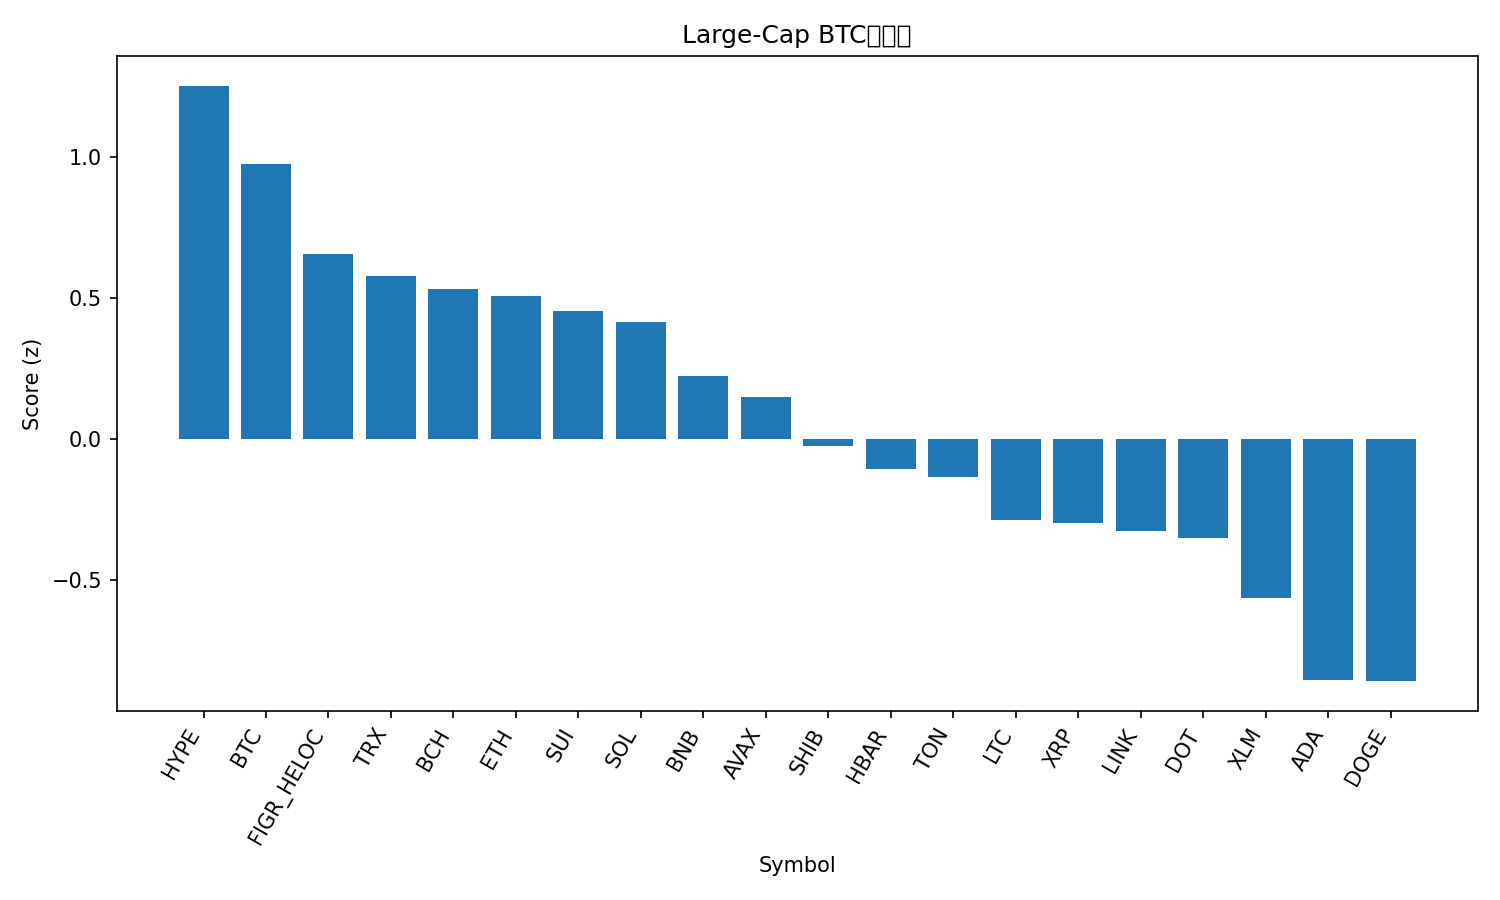 Large-Cap BTC
1.0
0.5
0.0
−0.5
Score (z)
HYPE
BTC
FIGR_HELOC
TRX
BCH
ETH
SUI
SOL
BNB
AVAX
SHIB
HBAR
TON
LTC
XRP
LINK
DOT
XLM
ADA
DOGE
Symbol